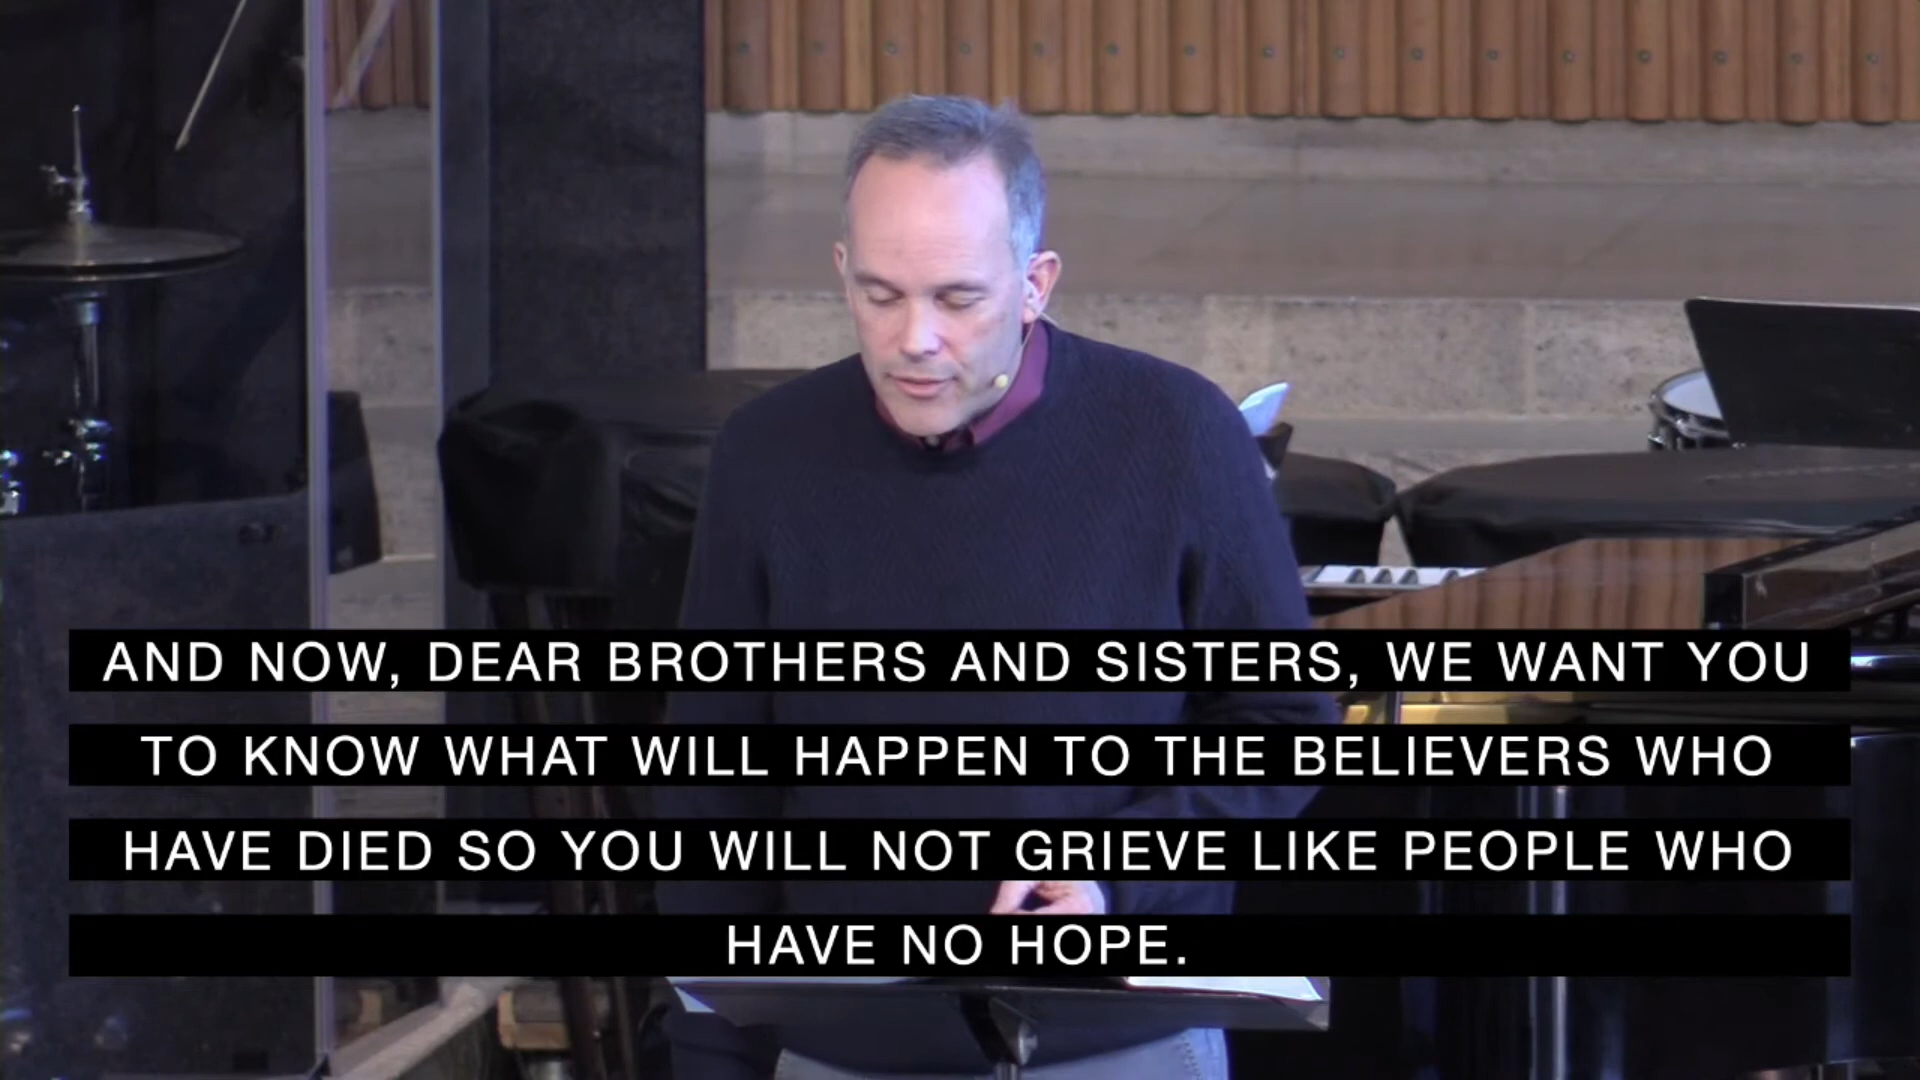 AND NOW, DEAR BROTHERS AND SISTERS, WE WANT YOU
TO KNOW WHAT WILL HAPPEN TO THE BELIEVERS WHO
HAVE DIED SO YOU WILL NOT GRIEVE LIKE PEOPLE WHO
HAVE NO HOPE.